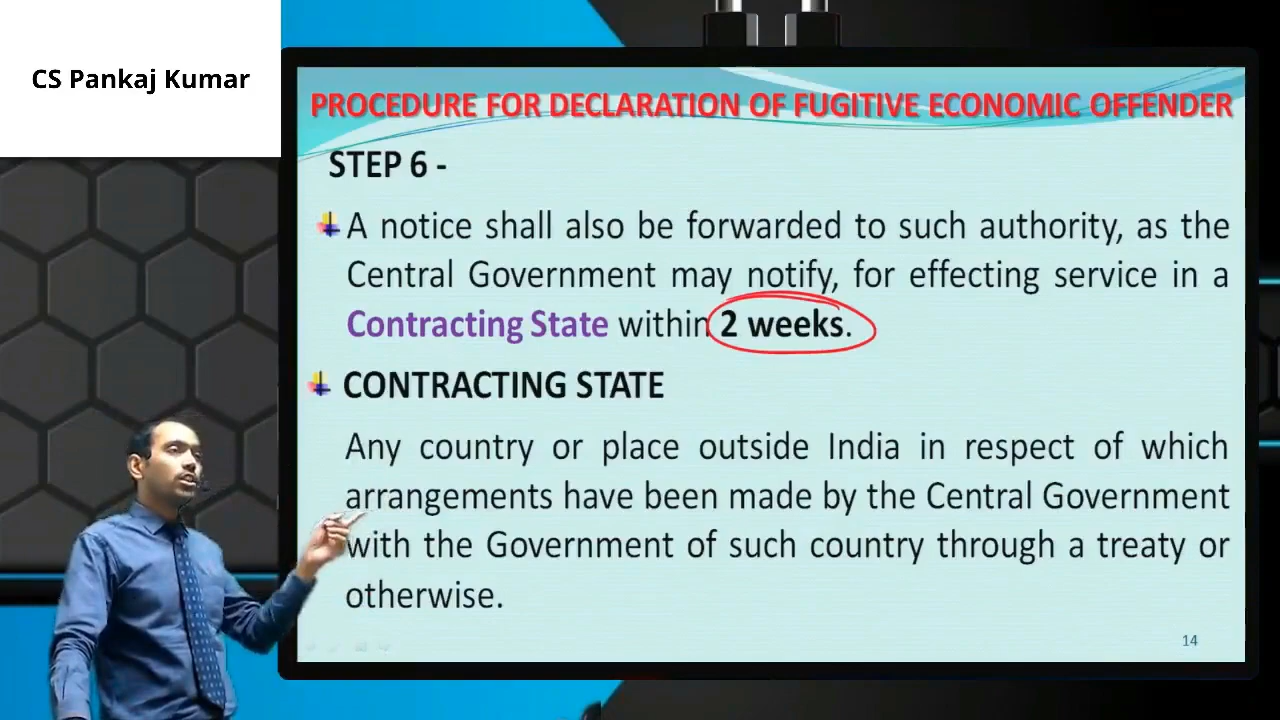 CS Pankaj Kumar
PROCEDURE FOR DECLARATION OF FUGITIVE ECONOMIC OFFENDER
STEP 6 -
A notice shall also be forwarded to such authority, as the
Central Government may notify, for effecting service in a
Contracting State within 2 weeks.
CONTRACTING STATE
Any country or place outside India in respect of which
arrangements have been made by the Central Government
with the Government of such country through a treaty or
otherwise.
14